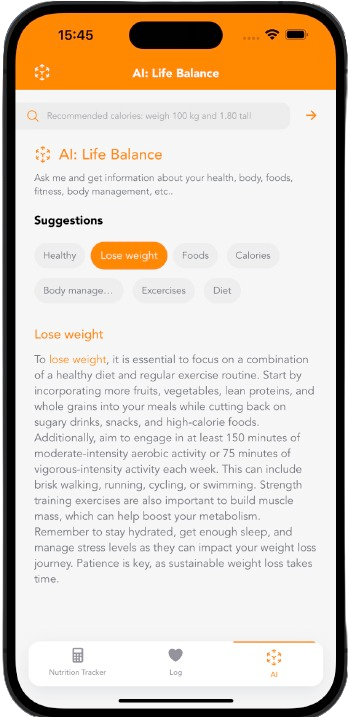 15:45
AI: Life Balance
Recommended calories: weigh 100 kg and 1.80 tall
AI: Life Balance
Ask me and get information about your health, body, foods,
fitness, body management, etc..
Suggestions
Healthy Lose weight Foods Calories
Body manage... Excercises Diet
Lose weight
To lose weight, it is essential to focus on a combination
of a healthy diet and regular exercise routine. Start by
incorporating more fruits, vegetables, lean proteins, and
whole grains into your meals while cutting back on
sugary drinks, snacks, and high-calorie foods.
Additionally, aim to engage in at least 150 minutes of
moderate-intensity aerobic activity or 75 minutes of
vigorous-intensity activity each week. This can include
brisk walking, running, cycling, or swimming. Strength
training exercises are also important to build muscle
mass, which can help boost your metabolism.
Remember to stay hydrated, get enough sleep, and
manage stress levels as they can impact your weight loss
journey. Patience is key, as sustainable weight loss takes
time.
Nutrition Tracker Log AI